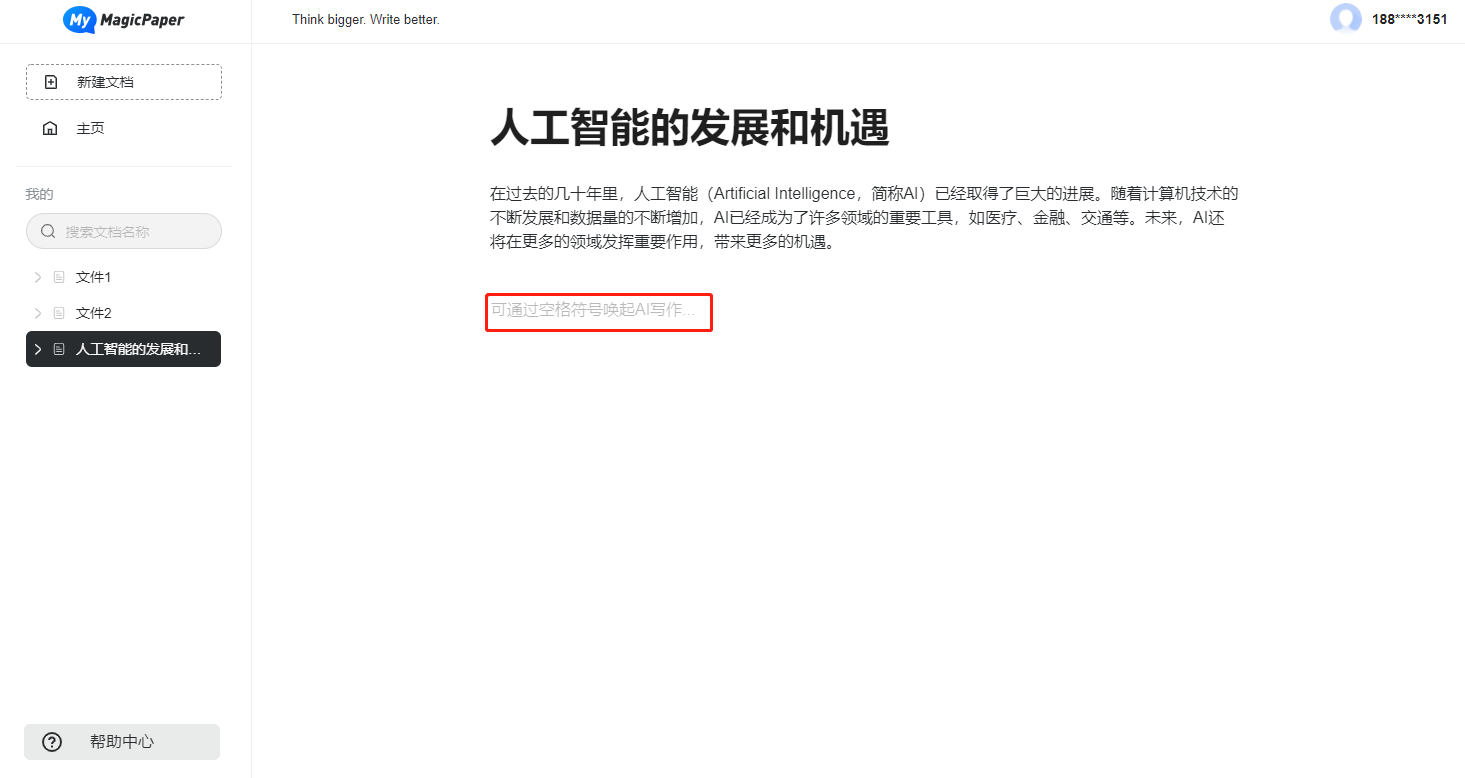 My MagicPaper
Think bigger. Write better.
188****3151
新建文档
主页
我的
搜索文档名称
文件1
文件2
人工智能的发展和...
帮助中心
人工智能的发展和机遇
在过去的几十年里，人工智能（Artificial Intelligence，简称AI）已经取得了巨大的进展。随着计算机技术的
不断发展和数据量的不断增加，AI已经成为了许多领域的重要工具，如医疗、金融、交通等。未来，AI还
将在更多的领域发挥重要作用，带来更多的机遇。
可通过空格符号唤起AI写作...